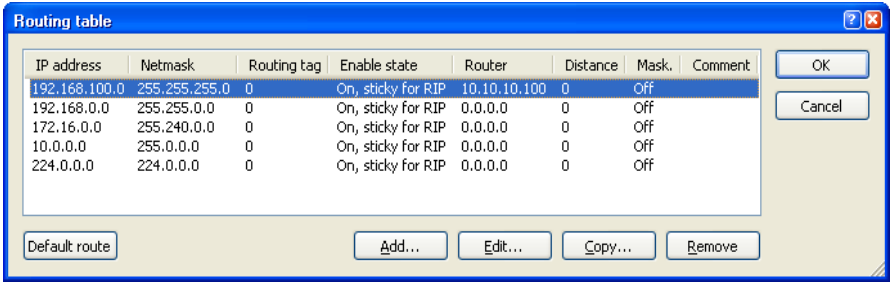 Routing table
IP address Netmask Routing tag Enable state Router Distance Mask. Comment
192.168.100.0 255.255.255.0 0 On, sticky for RIP 10.10.10.100 0 Off
192.168.0.0 255.255.0.0 0 On, sticky for RIP 0.0.0.0 0 Off
172.16.0.0 255.240.0.0 0 On, sticky for RIP 0.0.0.0 0 Off
10.0.0.0 255.0.0.0 0 On, sticky for RIP 0.0.0.0 0 Off
224.0.0.0 224.0.0.0 0 On, sticky for RIP 0.0.0.0 0 Off
OK
Cancel
Default route Add... Edit... Copy... Remove